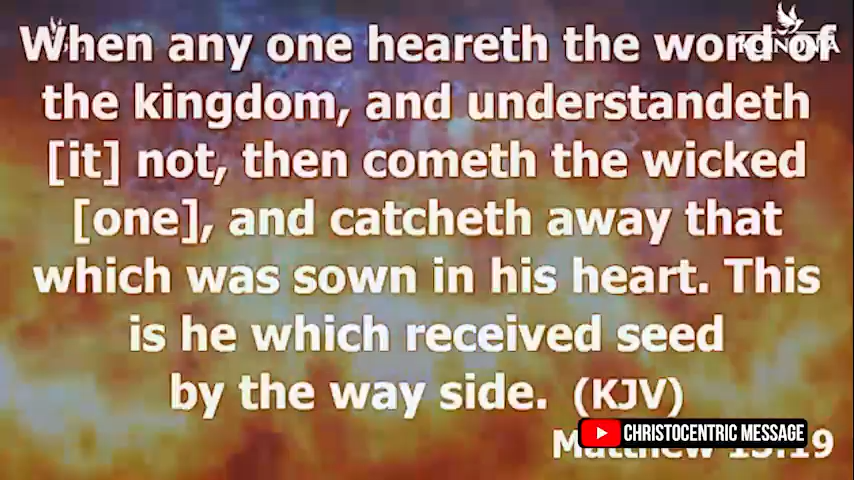 When any one heareth the word of
the kingdom, and understandeth
[it] not, then cometh the wicked
[one], and catcheth away that
which was sown in his heart. This
is he which received seed
by the way side. (KJV)
CHRISTOCENTRIC MESSAGE
Matthew 13:19